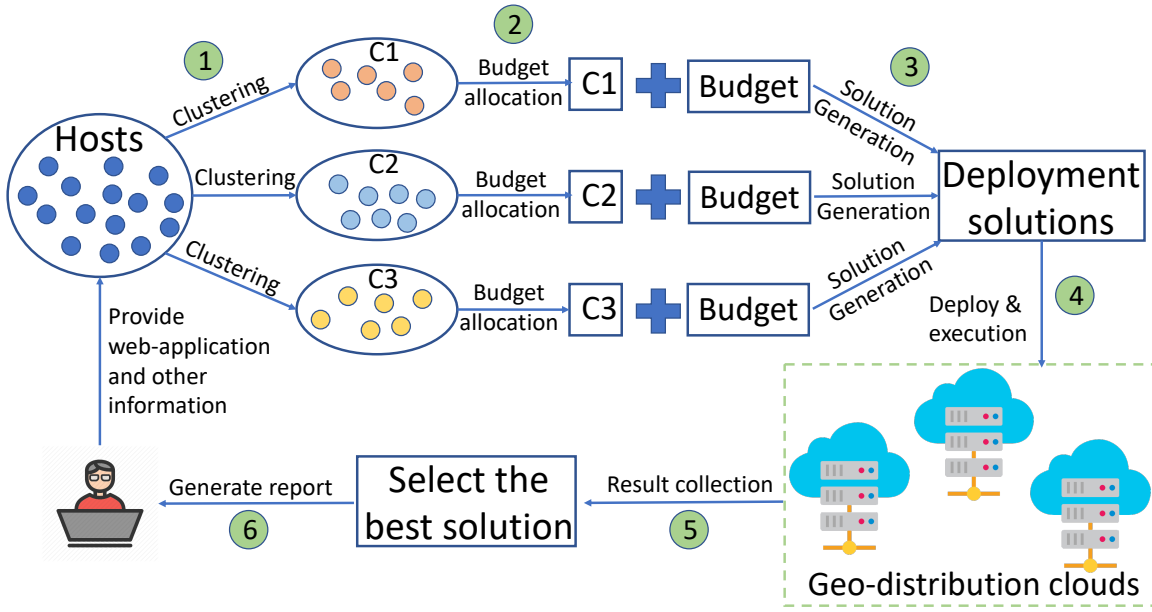 1
2
3
Hosts
Clustering
C1
Budget
allocation
C1
Budget
Solution
Generation
Clustering
C2
Budget
allocation
C2
Budget
Solution
Generation
Clustering
C3
Budget
allocation
C3
Budget
Solution
Generation
Deployment
solutions
4
Deploy &
execution
Provide
web-application
and other
information
Geo-distribution clouds
Result collection
5
Select the
best solution
Generate report
6